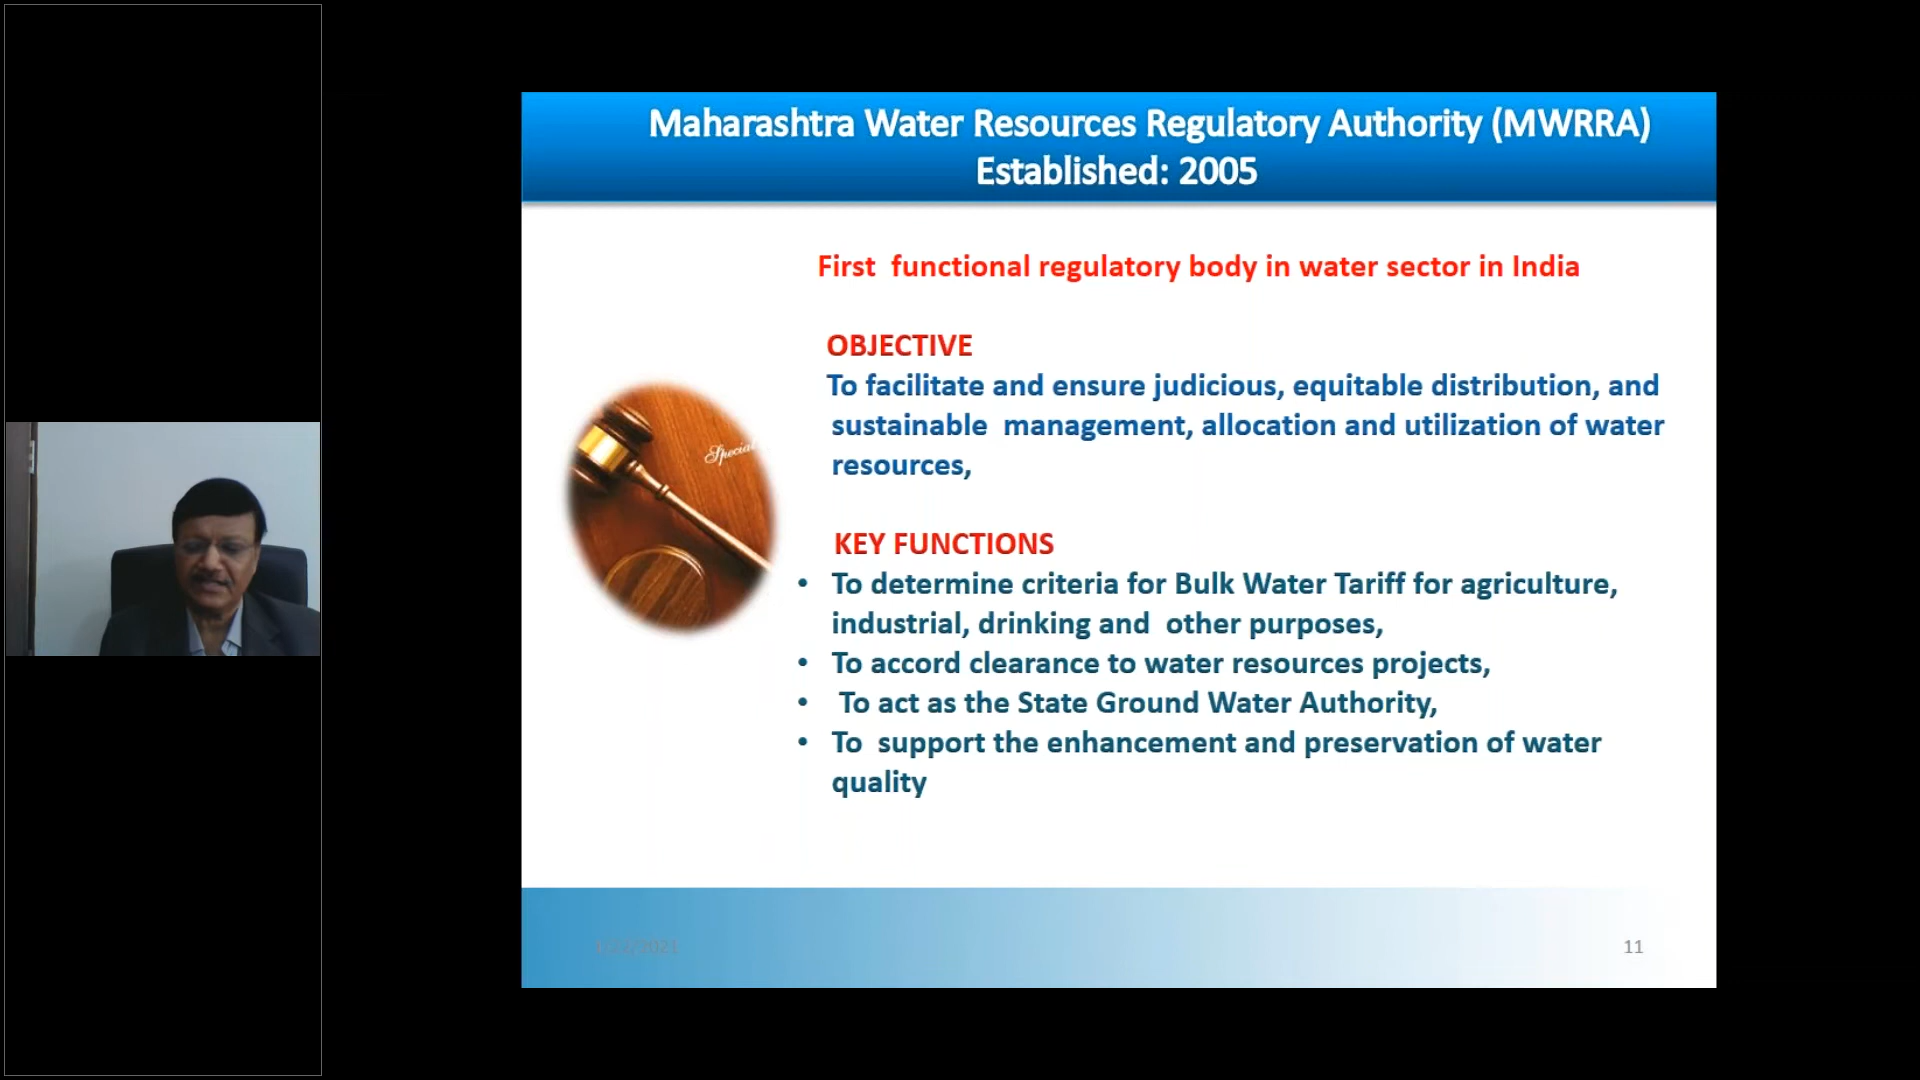 Maharashtra Water Resources Regulatory Authority (MWRRA)
Established: 2005
First functional regulatory body in water sector in India
OBJECTIVE
To facilitate and ensure judicious, equitable distribution, and
sustainable management, allocation and utilization of water
resources,
Special
KEY FUNCTIONS
• To determine criteria for Bulk Water Tariff for agriculture,
industrial, drinking and other purposes,
• To accord clearance to water resources projects,
• To act as the State Ground Water Authority,
• To support the enhancement and preservation of water
quality
11